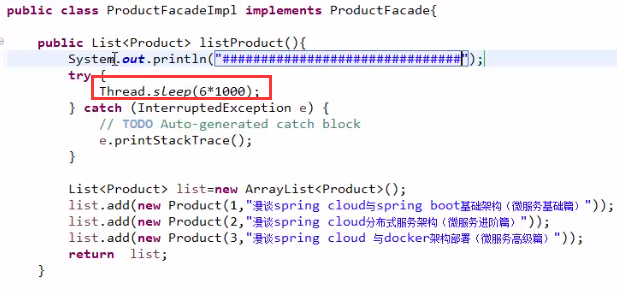 public class ProductFacadeImpl implements ProductFacade{
public List<Product> listProduct(){
System.out.println("###############################");
try {
Thread.sleep(6*1000);
} catch (InterruptedException e) {
// TODO Auto-generated catch block
e.printStackTrace();
}
List<Product> list=new ArrayList<Product>();
list.add(new Product(1,"漫谈spring cloud与spring boot基础架构（微服务基础篇）"));
list.add(new Product(2,"漫谈spring cloud分布式服务架构（微服务进阶篇）"));
list.add(new Product(3,"漫谈spring cloud 与docker架构部署（微服务高级篇）"));
return  list;
}